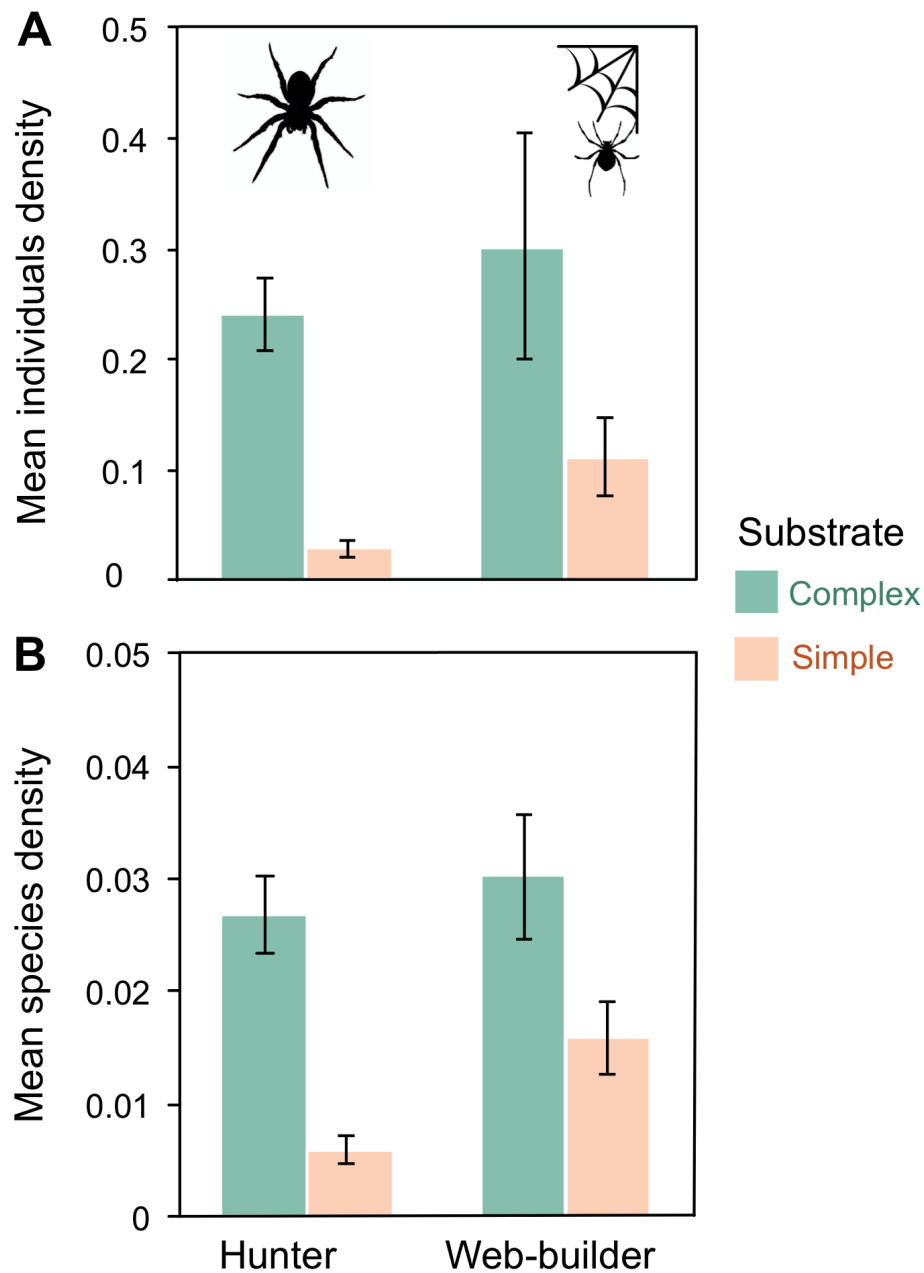 A
Mean individuals density
0.5
0.4
0.3
0.2
0.1
0
Substrate
Complex
Simple
B
Mean species density
0.05
0.04
0.03
0.02
0.01
0
Hunter
Web-builder